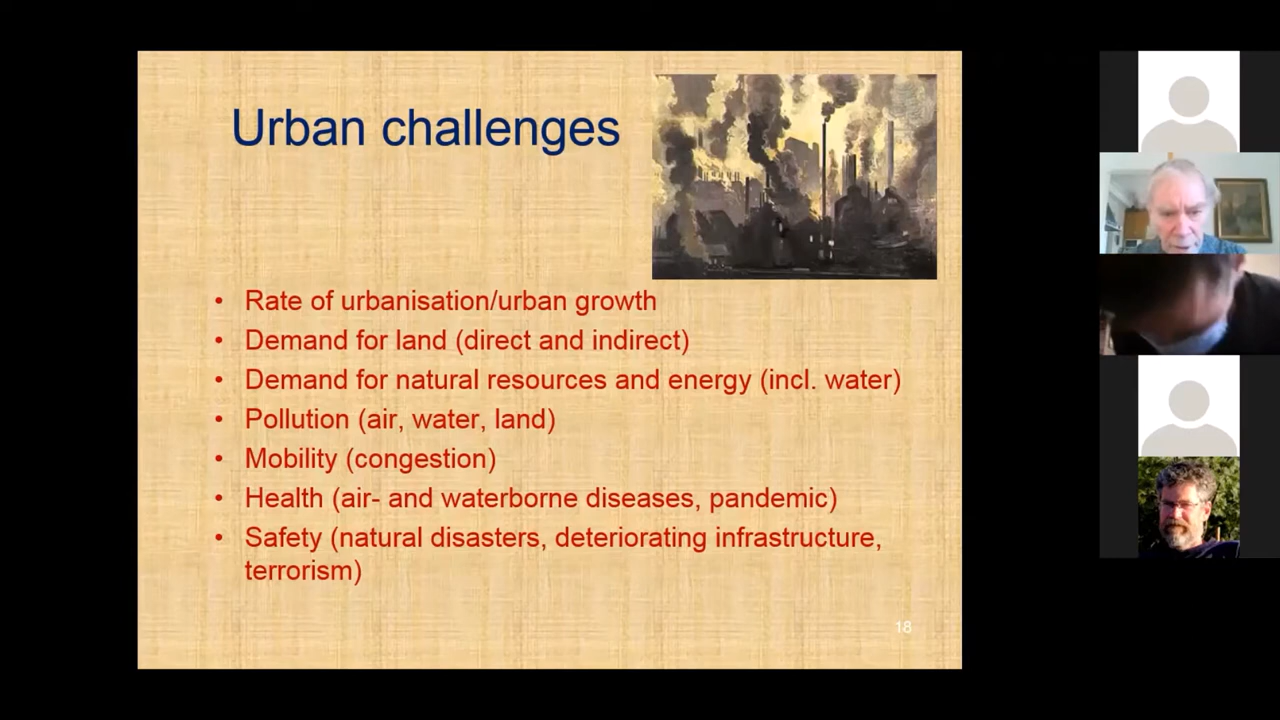 Urban challenges
• Rate of urbanisation/urban growth
• Demand for land (direct and indirect)
• Demand for natural resources and energy (incl. water)
• Pollution (air, water, land)
• Mobility (congestion)
• Health (air- and waterborne diseases, pandemic)
• Safety (natural disasters, deteriorating infrastructure,
terrorism)
18